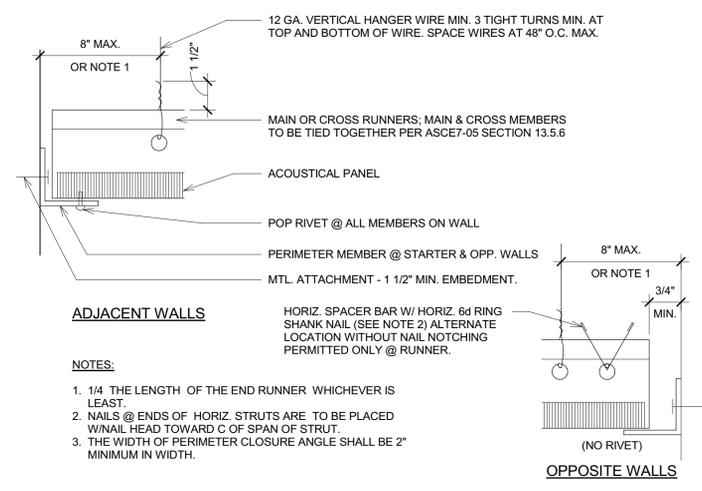 12 GA. VERTICAL HANGER WIRE MIN. 3 TIGHT TURNS MIN. AT
TOP AND BOTTOM OF WIRE. SPACE WIRES AT 48" O.C. MAX.
8" MAX.
OR NOTE 1
1 1/2"
MAIN OR CROSS RUNNERS; MAIN & CROSS MEMBERS
TO BE TIED TOGETHER PER ASCE7-05 SECTION 13.5.6
ACOUSTICAL PANEL
POP RIVET @ ALL MEMBERS ON WALL
PERIMETER MEMBER @ STARTER & OPP. WALLS
MTL. ATTACHMENT - 1 1/2" MIN. EMBEDMENT.
ADJACENT WALLS
8" MAX.
OR NOTE 1
3/4"
MIN.
HORIZ. SPACER BAR W/ HORIZ. 6d RING
SHANK NAIL (SEE NOTE 2) ALTERNATE
LOCATION WITHOUT NAIL NOTCHING
PERMITTED ONLY @ RUNNER.
NOTES:
1. 1/4 THE LENGTH OF THE END RUNNER WHICHEVER IS
LEAST.
2. NAILS @ ENDS OF HORIZ. STRUTS ARE TO BE PLACED
W/NAIL HEAD TOWARD C OF SPAN OF STRUT.
3. THE WIDTH OF PERIMETER CLOSURE ANGLE SHALL BE 2"
MINIMUM IN WIDTH.
(NO RIVET)
OPPOSITE WALLS